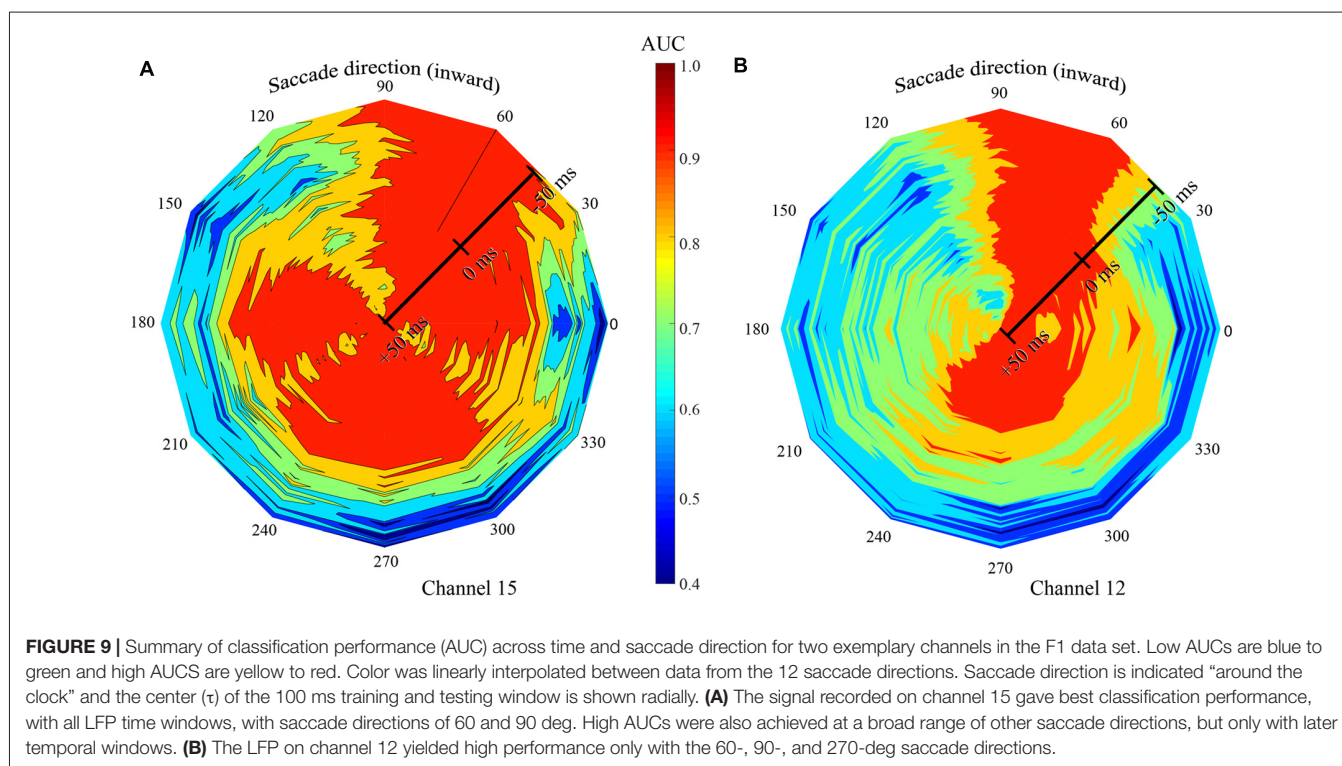 A
Saccade direction (inward)
90
120
60
150
30
180
0
210
330
240
300
270
-50 ms
0 ms
+50 ms
Channel 15
AUC
1.0
0.9
0.8
0.7
0.6
0.5
0.4
B
Saccade direction (inward)
90
120
60
150
30
180
0
210
330
240
300
270
-50 ms
0 ms
+50 ms
Channel 12
FIGURE 9 | Summary of classification performance (AUC) across time and saccade direction for two exemplary channels in the F1 data set. Low AUCs are blue to
green and high AUCS are yellow to red. Color was linearly interpolated between data from the 12 saccade directions. Saccade direction is indicated “around the
clock” and the center (τ) of the 100 ms training and testing window is shown radially. (A) The signal recorded on channel 15 gave best classification performance,
with all LFP time windows, with saccade directions of 60 and 90 deg. High AUCs were also achieved at a broad range of other saccade directions, but only with later
temporal windows. (B) The LFP on channel 12 yielded high performance only with the 60-, 90-, and 270-deg saccade directions.